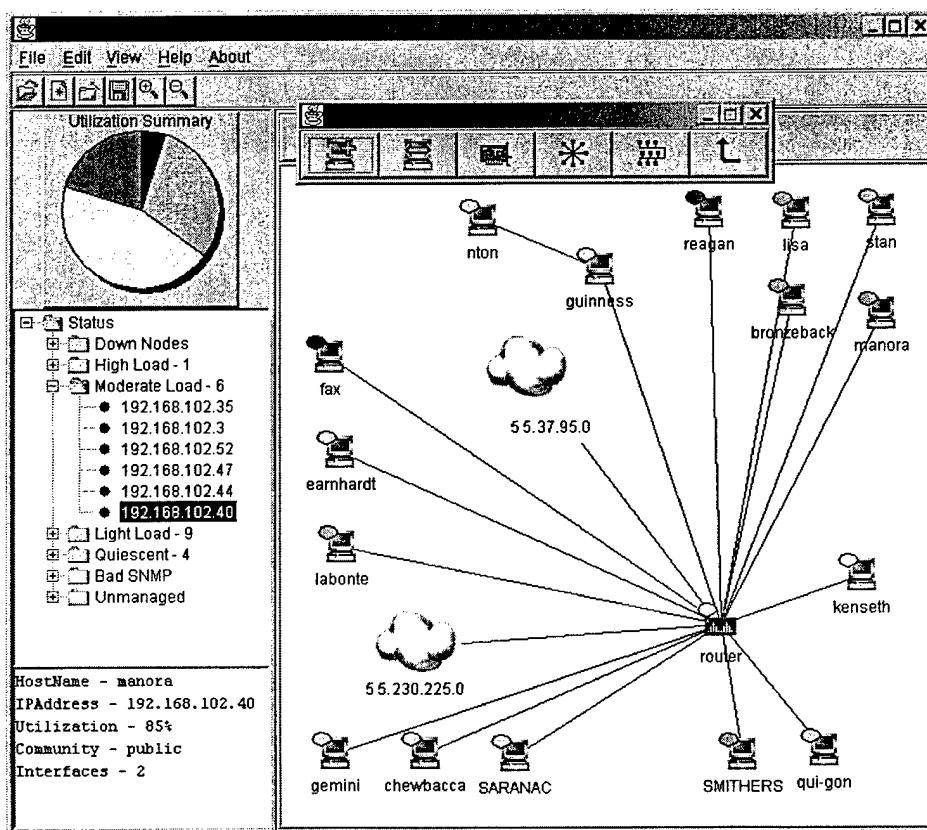 File Edit View Help About
Utilization Summary
Status
Down Nodes
High Load - 1
Moderate Load - 6
192.168.102.35
192.168.102.3
192.168.102.52
192.168.102.47
192.168.102.44
192.168.102.40
Light Load - 9
Quiescent - 4
Bad SNMP
Unmanaged
HostName - manora
IPAddress - 192.168.102.40
Utilization - 85%
Community - public
Interfaces - 2
nton
reagan
lisa
stan
guinness
bronzeback
manora
fax
55.37.95.0
earnhardt
labonte
kenseth
router
55.230.225.0
gemini
chewbacca
SARANAC
SMITHERS
qui-gon